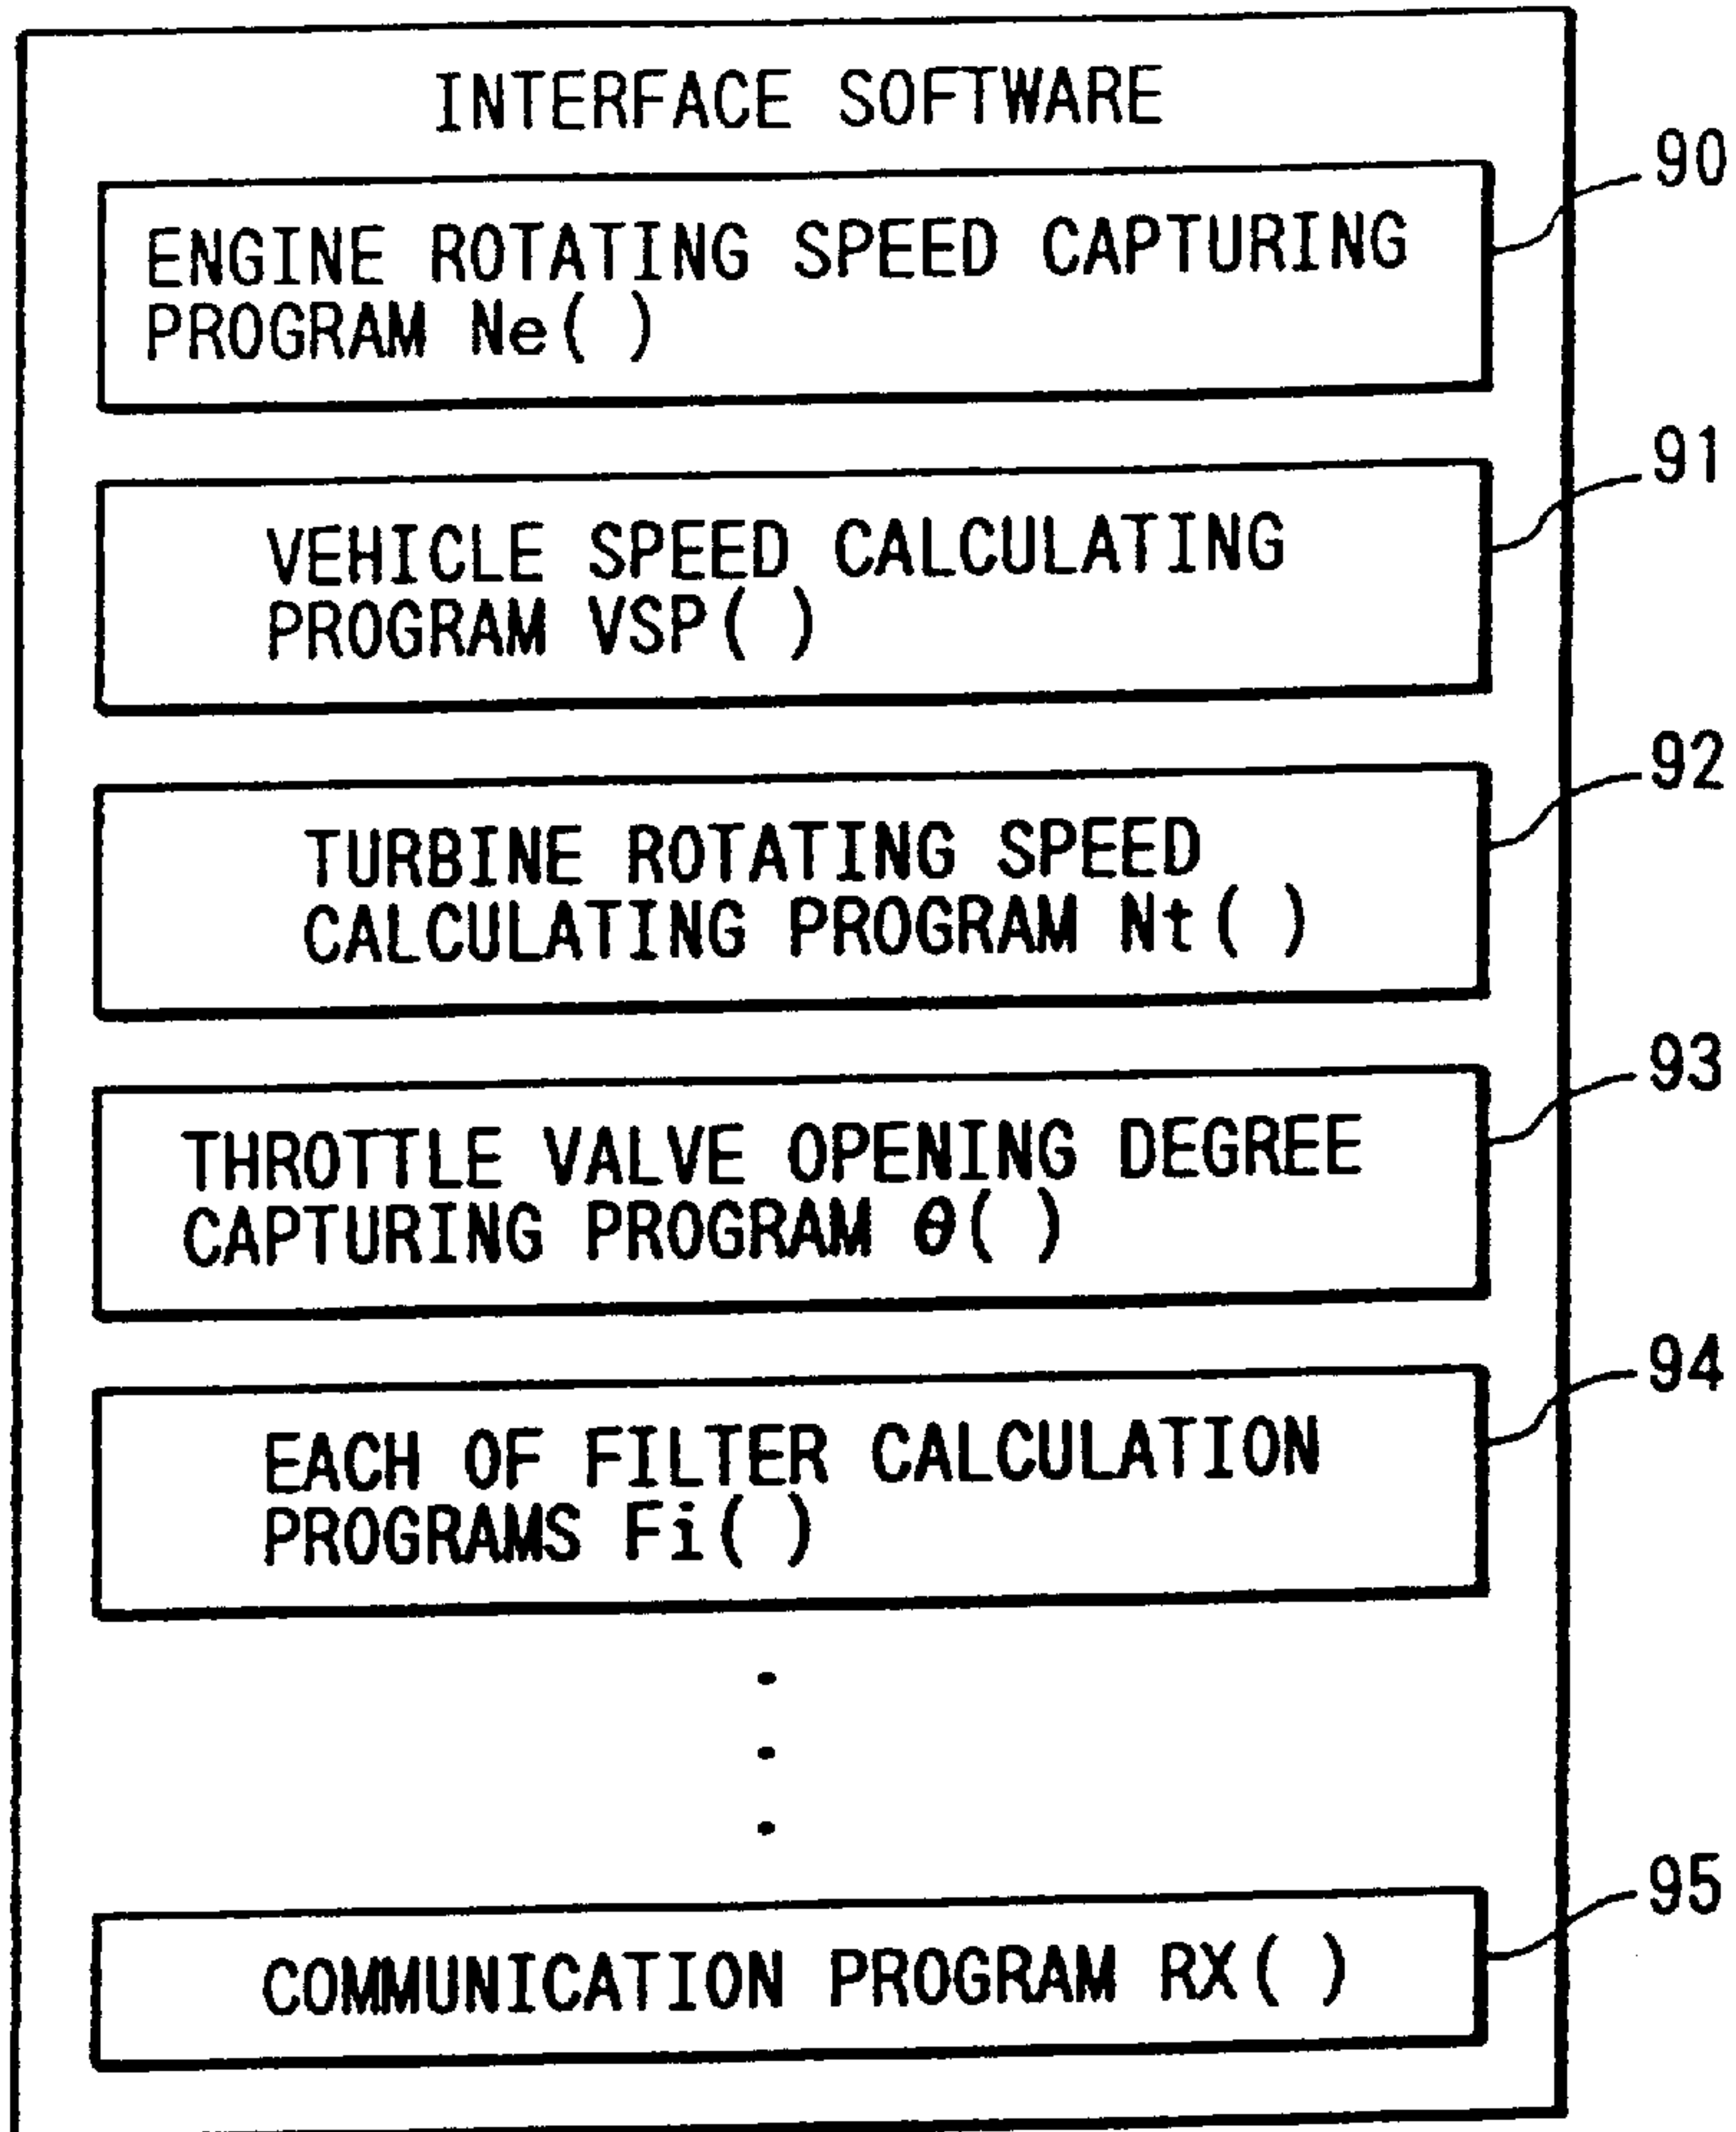 INTERFACE SOFTWARE
90
ENGINE ROTATING SPEED CAPTURING
PROGRAM Ne( )
91
VEHICLE SPEED CALCULATING
PROGRAM VSP( )
92
TURBINE ROTATING SPEED
CALCULATING PROGRAM Nt( )
93
THROTTLE VALVE OPENING DEGREE
CAPTURING PROGRAM θ( )
94
EACH OF FILTER CALCULATION
PROGRAMS Fi( )
95
COMMUNICATION PROGRAM RX( )